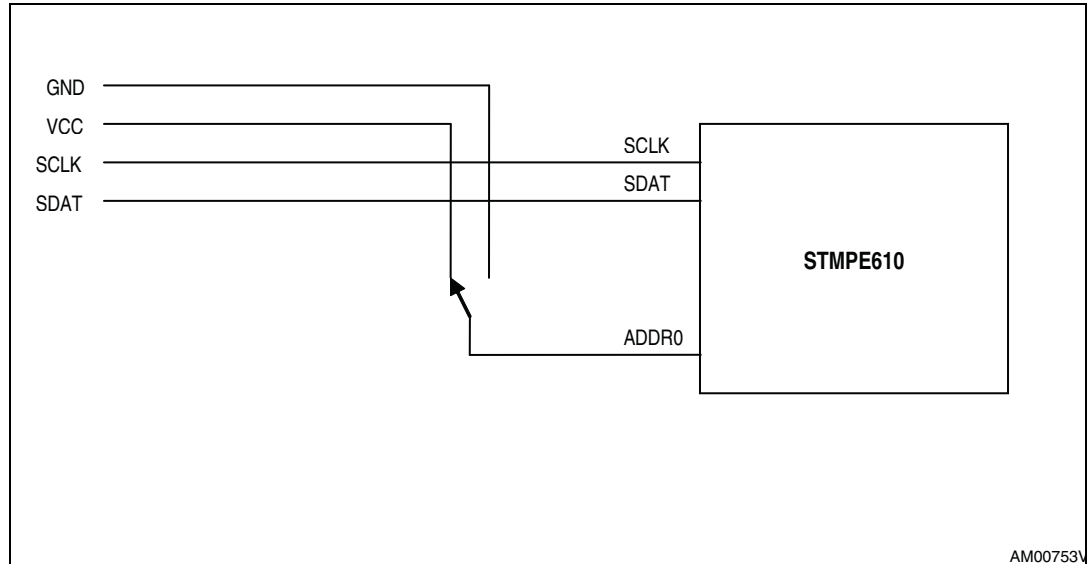 GND
VCC
SCLK
SDAT
SCLK
SDAT
STMPE610
ADDR0
AM00753V